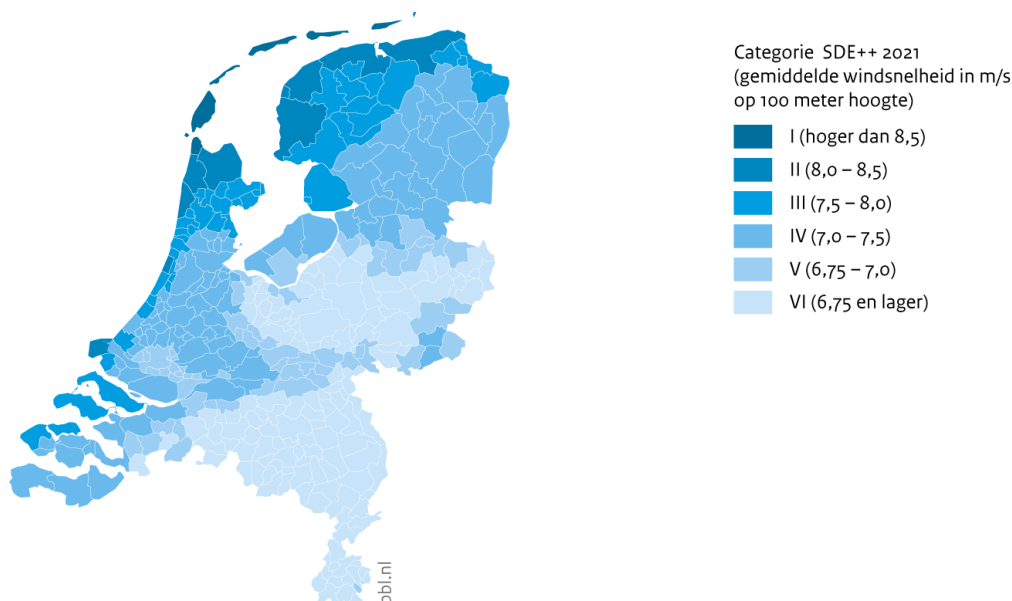 Categorie SDE++ 2021
(gemiddelde windsnelheid in m/s
op 100 meter hoogte)
I (hoger dan 8,5)
II (8,0 – 8,5)
III (7,5 – 8,0)
IV (7,0 – 7,5)
V (6,75 – 7,0)
VI (6,75 en lager)
pbl.nl